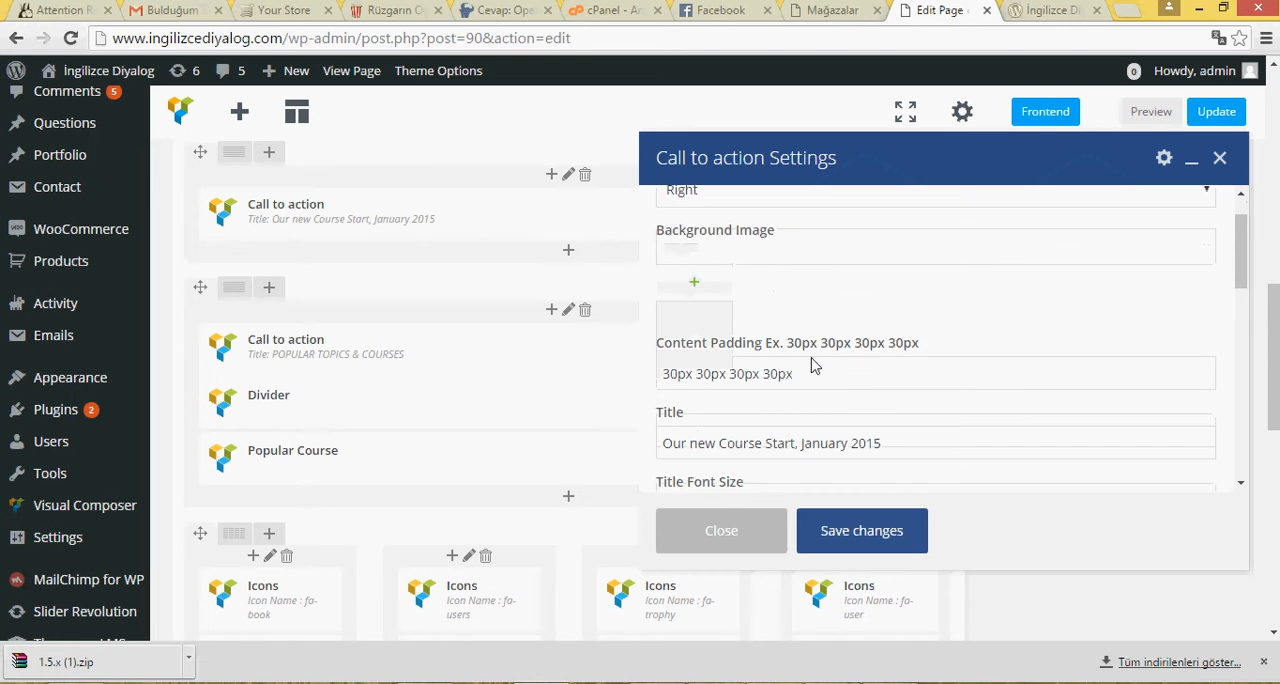 Attention R
Bulduğum
Your Store
Rüzgarın O
Cevap: Ope
cPanel - An
Facebook
Mağazalar
Edit Page ‹
İngilizce Di
www.ingilizcediyalog.com/wp-admin/post.php?post=90&action=edit
İngilizce Diyalog 6 5 New View Page Theme Options 0 Howdy, admin
Comments 5
Questions
Portfolio
Contact
WooCommerce
Products
Activity
Emails
Appearance
Plugins 2
Users
Tools
Visual Composer
Settings
MailChimp for WP
Slider Revolution
Frontend Preview Update
Call to action
Title: Our new Course Start, January 2015
Call to action
Title: POPULAR TOPICS & COURSES
Divider
Popular Course
Icons
Icon Name : fa-
book
Icons
Icon Name : fa-
users
Icons
Icon Name : fa-
trophy
Icons
Icon Name : fa-
user
Call to action Settings
Right
Background Image
Content Padding Ex. 30px 30px 30px 30px
30px 30px 30px 30px
Title
Our new Course Start, January 2015
Title Font Size
Close Save changes
1.5.x (1).zip
Tüm indirilenleri göster...